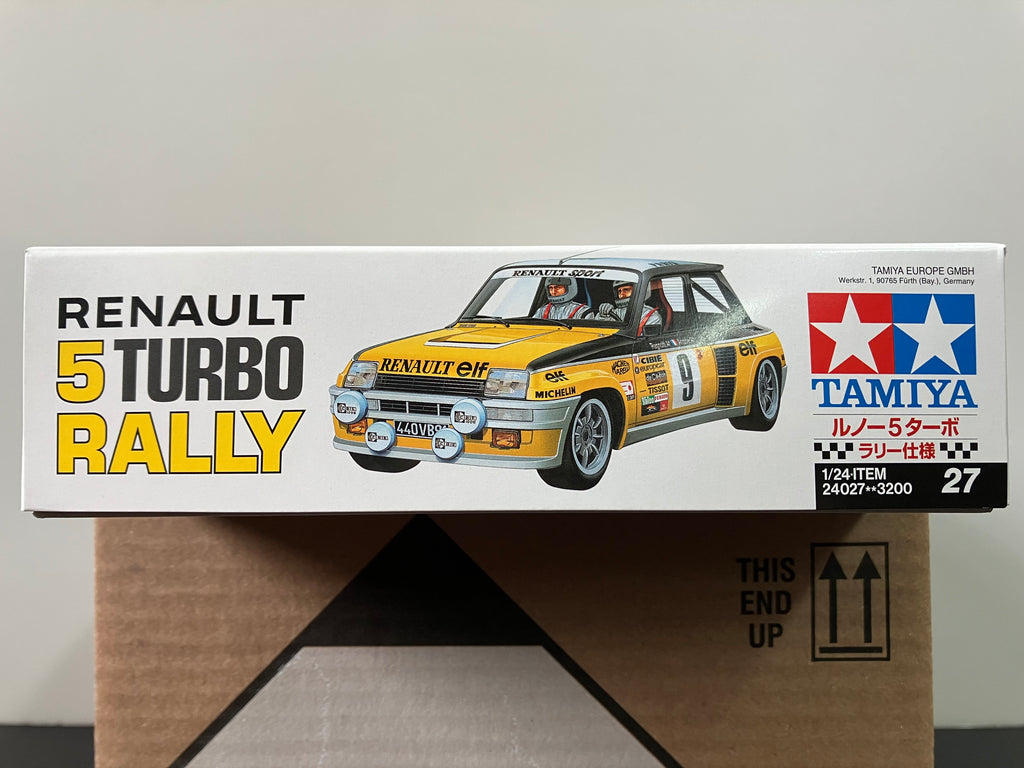 RENAULT
5 TURBO
RALLY
RENAULT sport
RENAULT elf
elf
MICHELIN
440VB9
CIBIE
europcar
TISSOT
9
elf
TAMIYA EUROPE GMBH
Werkstr. 1, 90765 Fürth (Bay.), Germany
TAMIYA
ルノー5ターボ
ラリー仕様
1/24・ITEM
24027**3200
27
THIS
END
UP